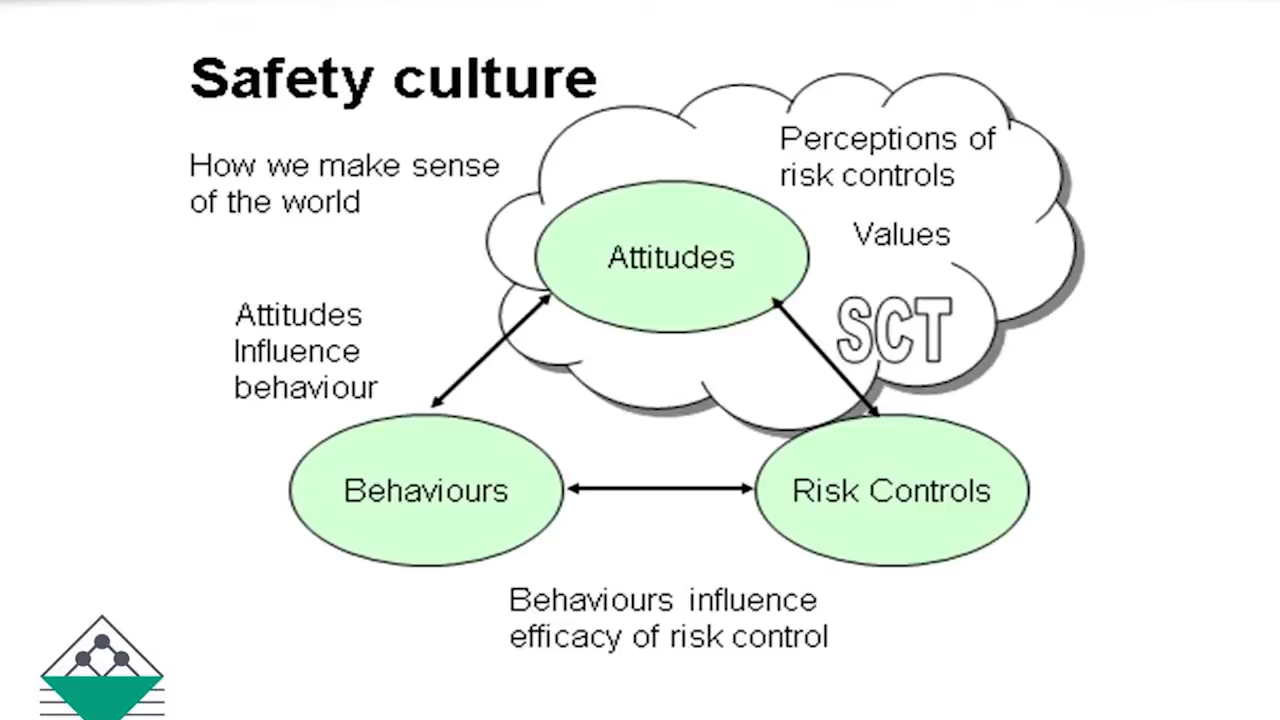 Safety culture
How we make sense
of the world
Perceptions of
risk controls
Values
Attitudes
SCT
Attitudes
Influence
behaviour
Behaviours
Risk Controls
Behaviours influence
efficacy of risk control